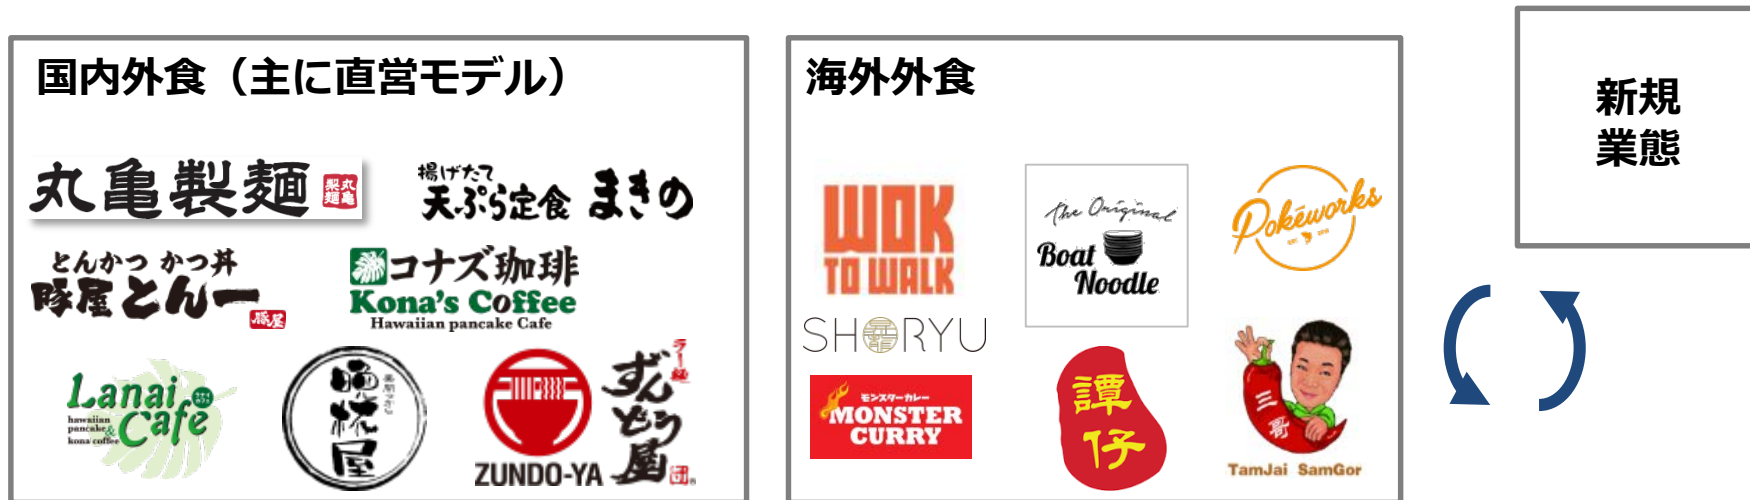 国内外食（主に直営モデル）
丸亀製麺
丸亀製麺
揚げたて
天ぷら定食 まきの
とんかつ かつ丼
豚屋とん一
豚屋
コナズ珈琲
Kona's Coffee
Hawaiian pancake Cafe
Lanai
Cafe
hawaiian
pancake &
kona coffee
晩杯屋
ZUNDO-YA
ラー麺
ずんどう屋
海外外食
WOK
TO WALK
The Original
Boat
Noodle
Pokéworks
SHORYU
モンスターカレー
MONSTER
CURRY
譚
仔
三
哥
TamJai SamGor
新規
業態